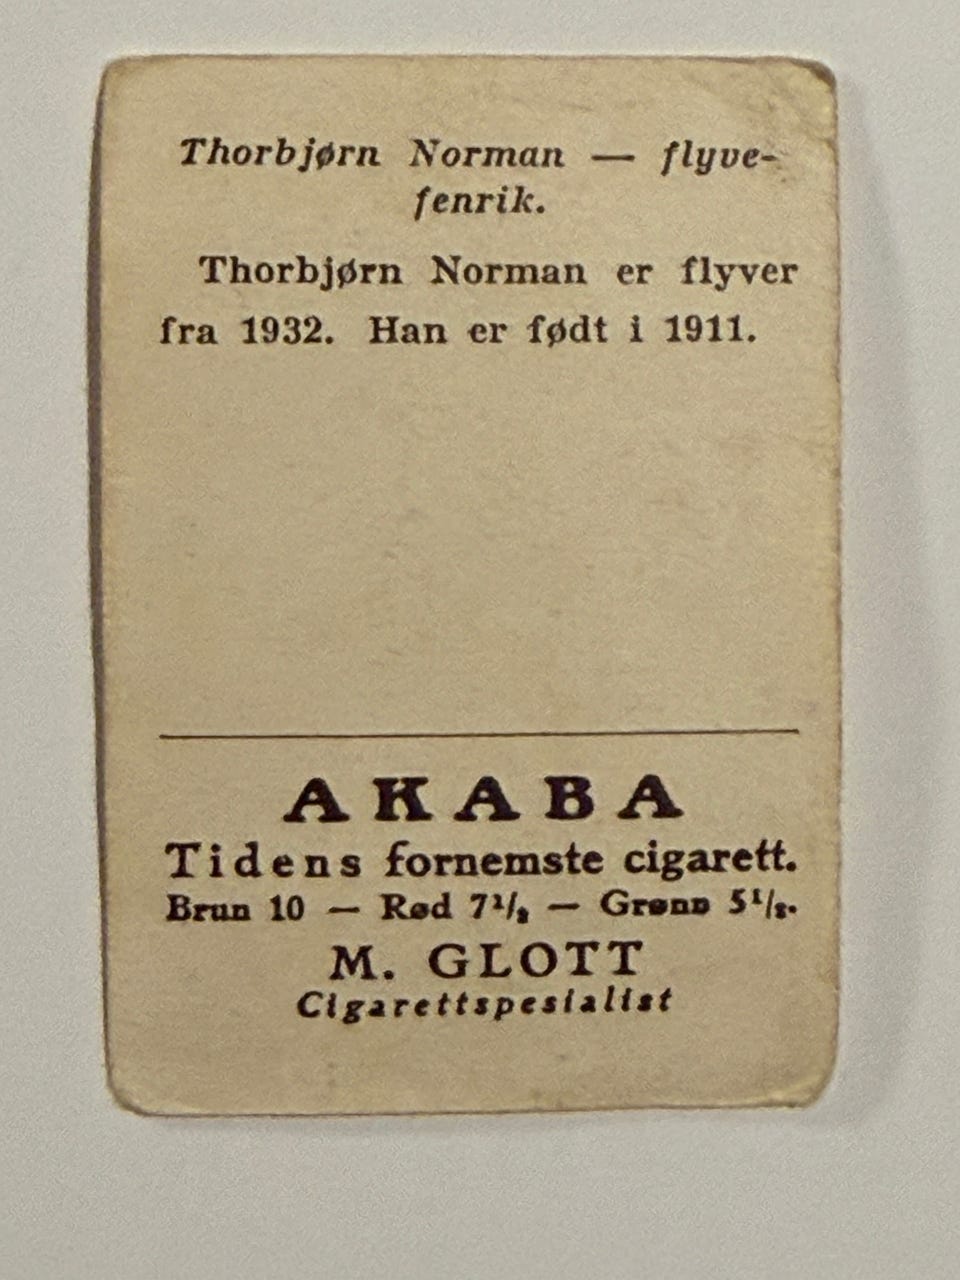 Thorbjørn Norman — flyve-
fenrik.
Thorbjørn Norman er flyver
fra 1932. Han er født i 1911.
AKABA
Tidens fornemste cigarett.
Brun 10 — Rød 7¹/₂ — Grønn 5¹/₂.
M. GLOTT
Cigarettspesialist